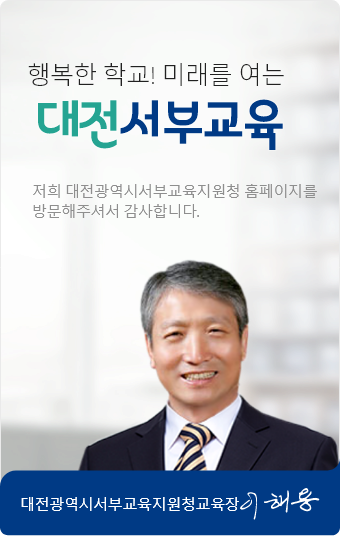 행복한 학교! 미래를 여는
대전서부교육
저희 대전광역시서부교육지원청 홈페이지를
방문해주셔서 감사합니다.
대전광역시서부교육지원청교육장 이해용